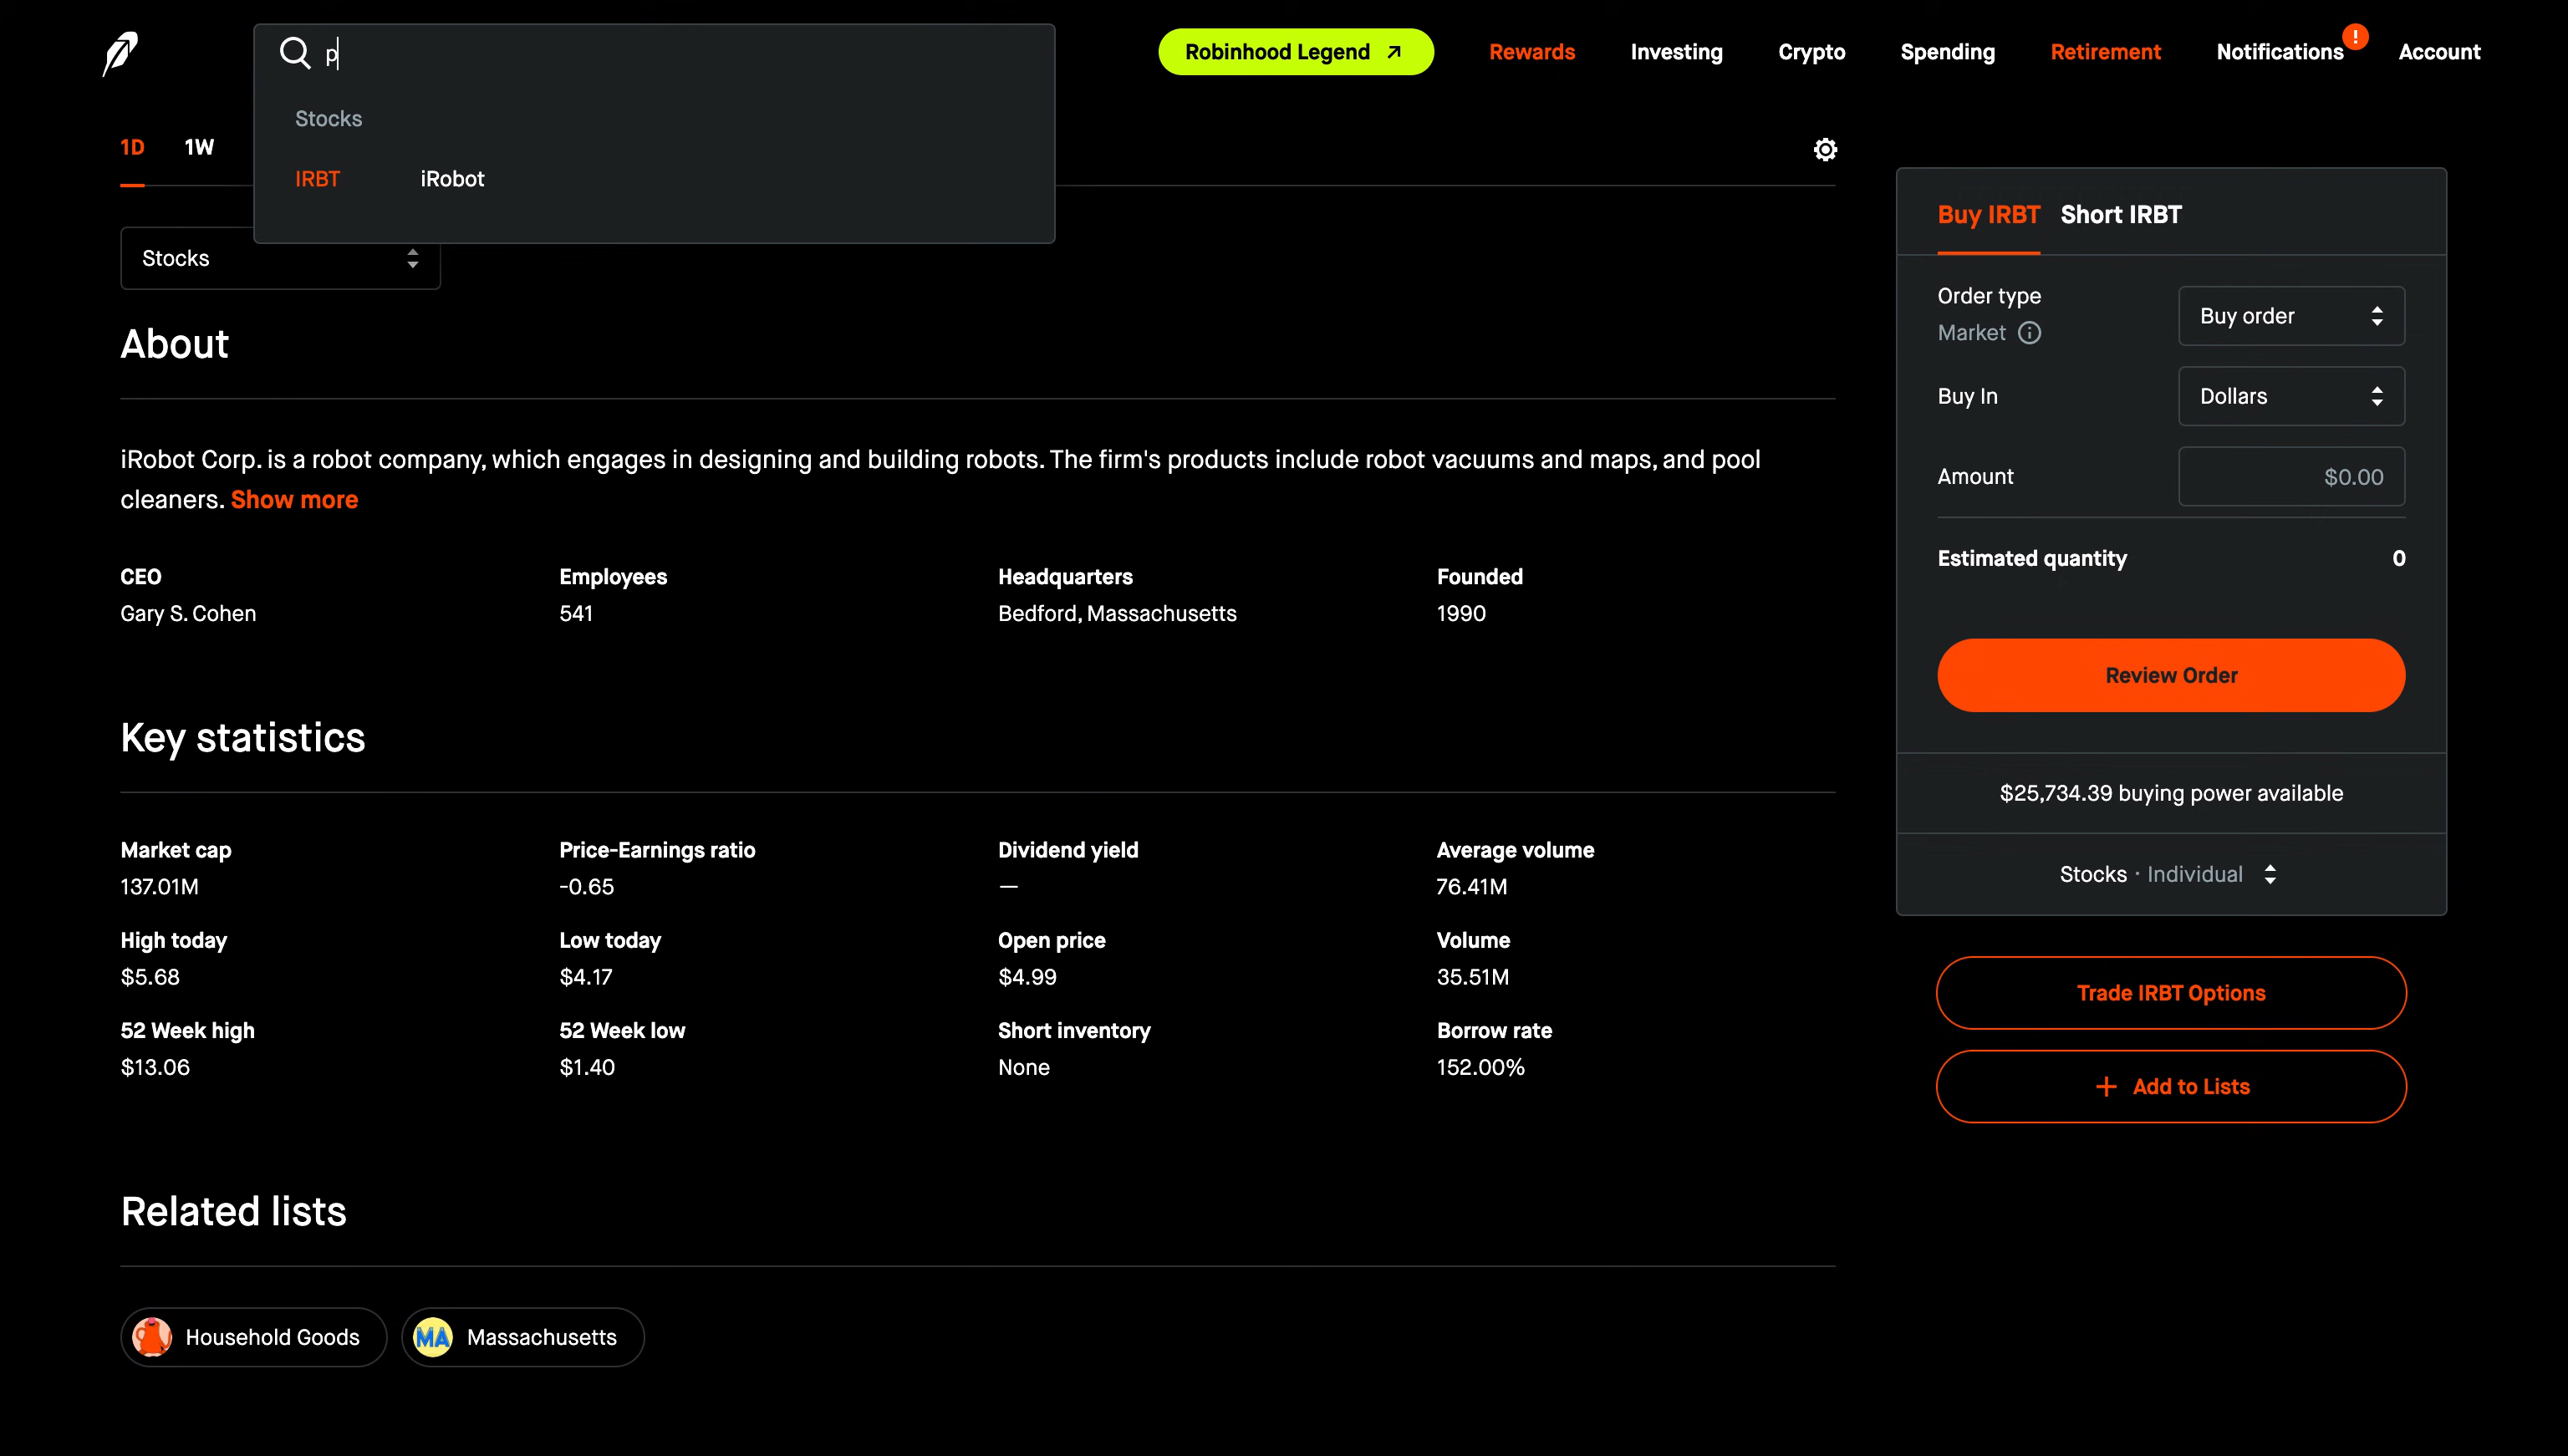 p
Robinhood Legend
Rewards
Investing
Crypto
Spending
Retirement
Notifications
!
Account
Stocks
IRBT iRobot
1D 1W
Stocks
About
iRobot Corp. is a robot company, which engages in designing and building robots. The firm's products include robot vacuums and maps, and pool
cleaners. Show more
CEO Employees Headquarters Founded
Gary S. Cohen 541 Bedford, Massachusetts 1990
Key statistics
Market cap Price-Earnings ratio Dividend yield Average volume
137.01M -0.65 — 76.41M
High today Low today Open price Volume
$5.68 $4.17 $4.99 35.51M
52 Week high 52 Week low Short inventory Borrow rate
$13.06 $1.40 None 152.00%
Related lists
Household Goods
MA Massachusetts
Buy IRBT Short IRBT
Order type
Market
Buy order
Buy In Dollars
Amount $0.00
Estimated quantity 0
Review Order
$25,734.39 buying power available
Stocks · Individual
Trade IRBT Options
+ Add to Lists